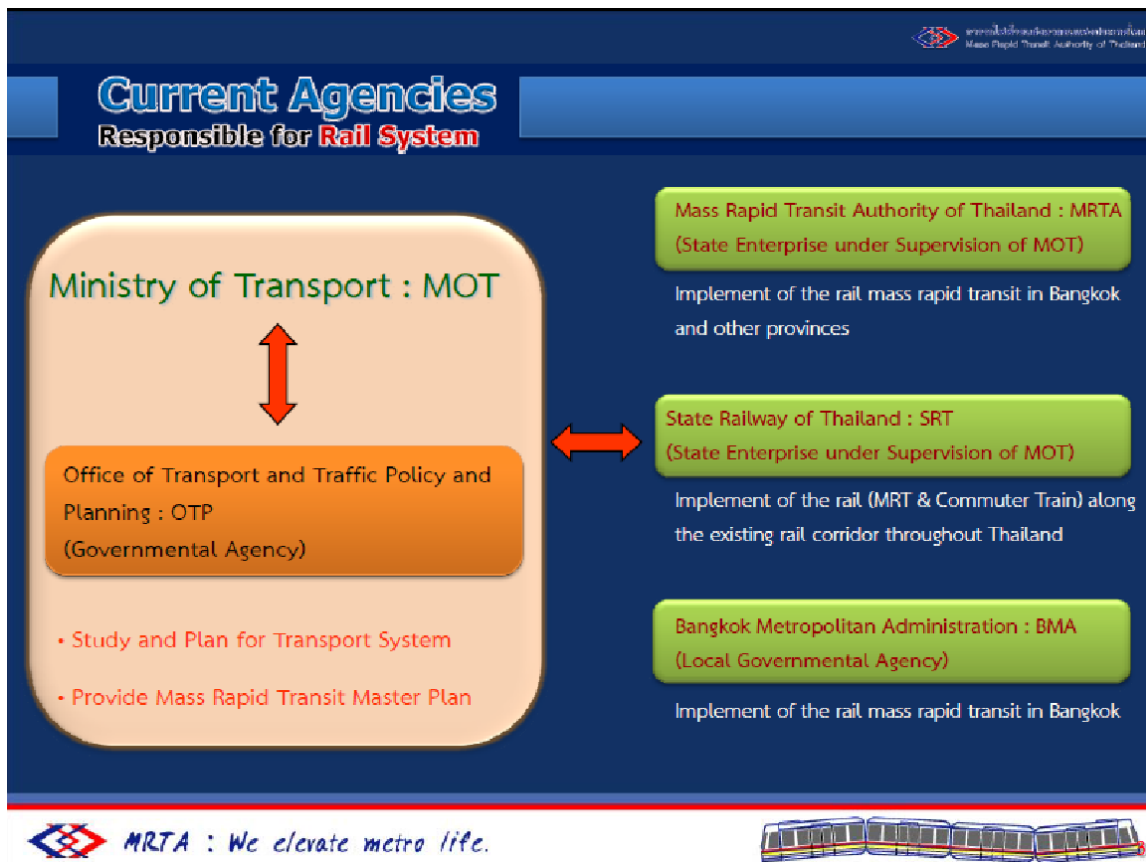 Mass Rapid Transit Authority of Thailand
Current Agencies
Responsible for Rail System
Ministry of Transport : MOT
Office of Transport and Traffic Policy and
Planning : OTP
(Governmental Agency)
• Study and Plan for Transport System
• Provide Mass Rapid Transit Master Plan
Mass Rapid Transit Authority of Thailand : MRTA
(State Enterprise under Supervision of MOT)
Implement of the rail mass rapid transit in Bangkok
and other provinces
State Railway of Thailand : SRT
(State Enterprise under Supervision of MOT)
Implement of the rail (MRT & Commuter Train) along
the existing rail corridor throughout Thailand
Bangkok Metropolitan Administration : BMA
(Local Governmental Agency)
Implement of the rail mass rapid transit in Bangkok
MRTA : We elevate metro life.